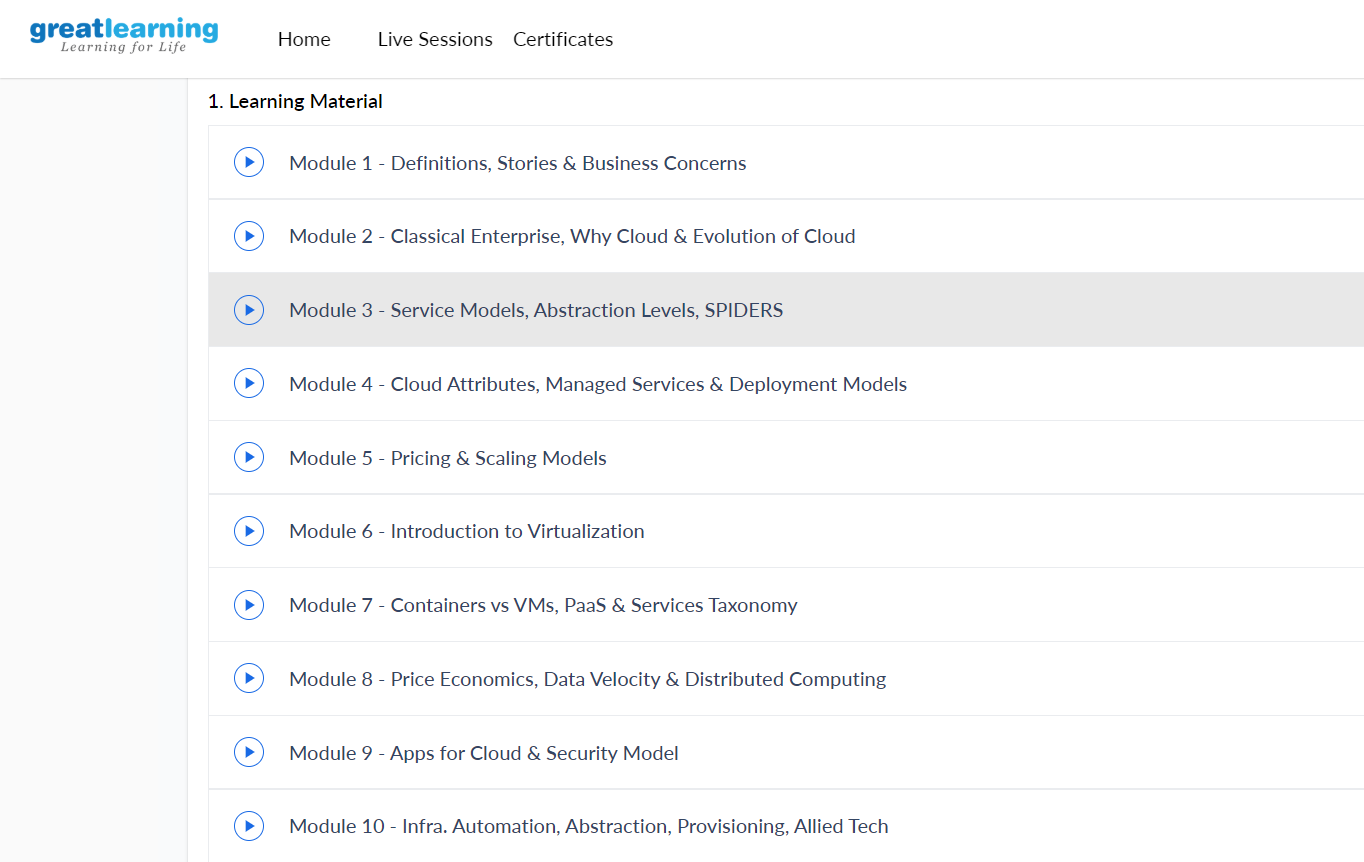 greatlearning
Learning for Life
Home Live Sessions Certificates
1. Learning Material
Module 1 - Definitions, Stories & Business Concerns
Module 2 - Classical Enterprise, Why Cloud & Evolution of Cloud
Module 3 - Service Models, Abstraction Levels, SPIDERS
Module 4 - Cloud Attributes, Managed Services & Deployment Models
Module 5 - Pricing & Scaling Models
Module 6 - Introduction to Virtualization
Module 7 - Containers vs VMs, PaaS & Services Taxonomy
Module 8 - Price Economics, Data Velocity & Distributed Computing
Module 9 - Apps for Cloud & Security Model
Module 10 - Infra. Automation, Abstraction, Provisioning, Allied Tech